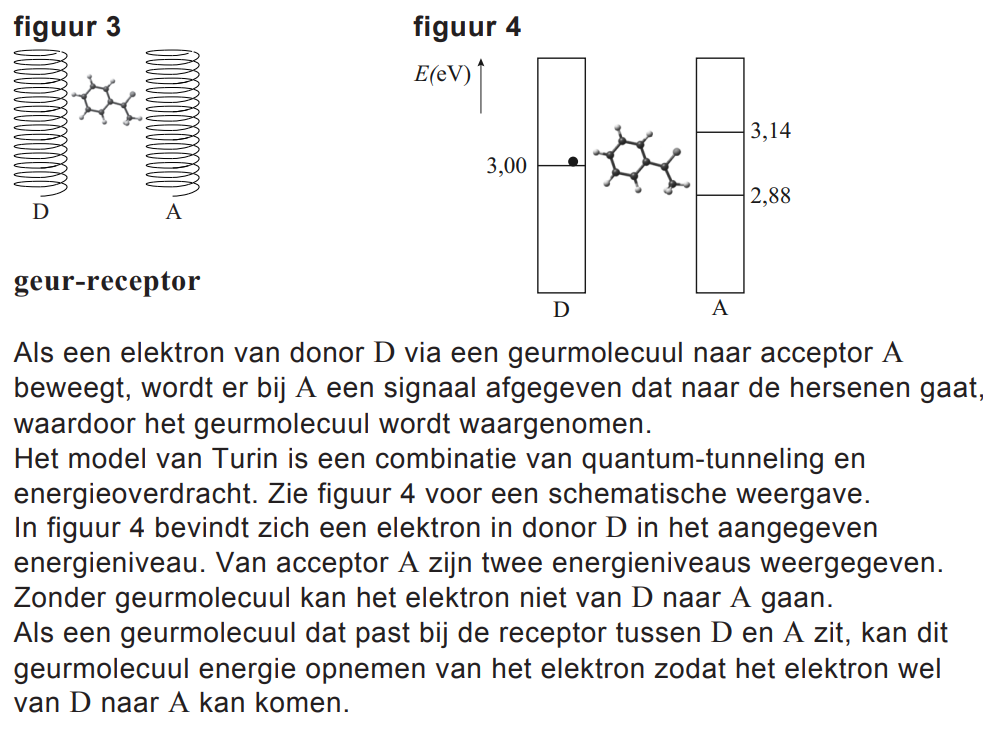 figuur 3
figuur 4
E(eV)
3,00
3,14
2,88
D
A
D
A
geur-receptor
Als een elektron van donor D via een geurmolecuul naar acceptor A
beweegt, wordt er bij A een signaal afgegeven dat naar de hersenen gaat,
waardoor het geurmolecuul wordt waargenomen.
Het model van Turin is een combinatie van quantum-tunneling en
energieoverdracht. Zie figuur 4 voor een schematische weergave.
In figuur 4 bevindt zich een elektron in donor D in het aangegeven
energieniveau. Van acceptor A zijn twee energieniveaus weergegeven.
Zonder geurmolecuul kan het elektron niet van D naar A gaan.
Als een geurmolecuul dat past bij de receptor tussen D en A zit, kan dit
geurmolecuul energie opnemen van het elektron zodat het elektron wel
van D naar A kan komen.